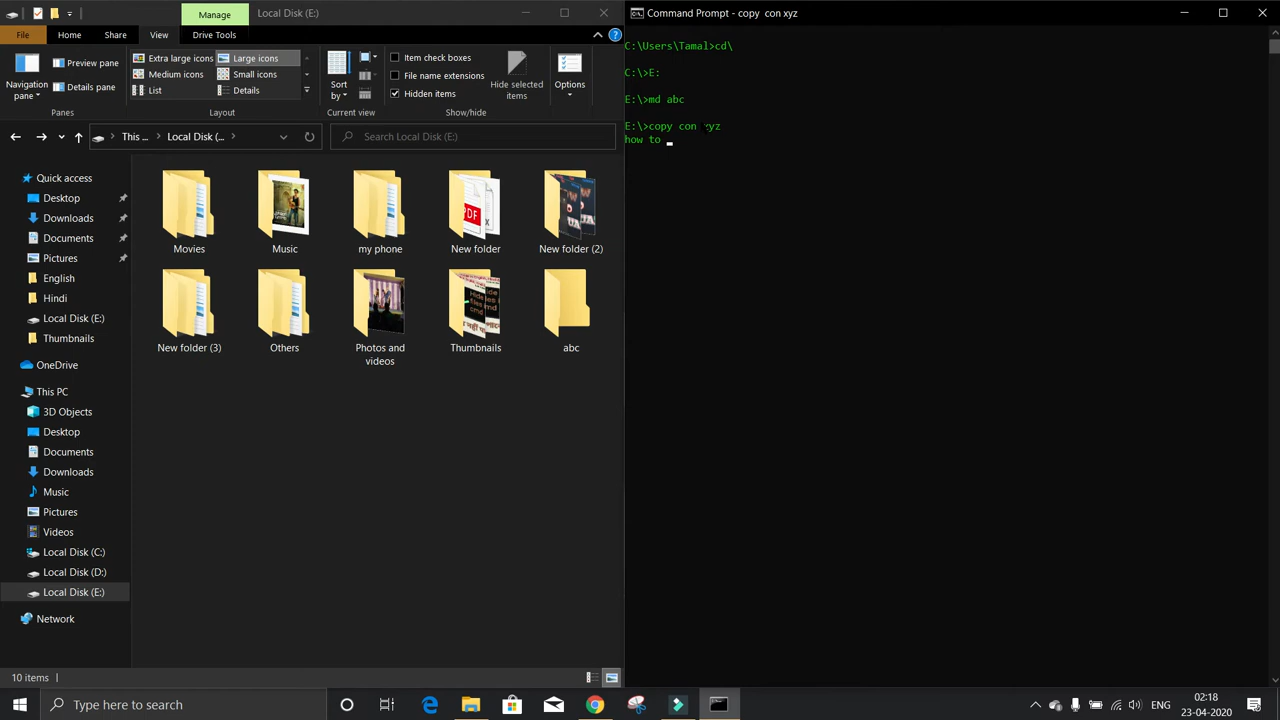 Manage
Local Disk (E:)
File
Home
Share
View
Drive Tools
Navigation pane
Preview pane
Details pane
Panes
Extra large icons
Large icons
Medium icons
Small icons
List
Details
Layout
Sort by
Current view
Item check boxes
File name extensions
Hidden items
Hide selected items
Show/hide
Options
This ...
Local Disk (...
Search Local Disk (E:)
Quick access
Desktop
Downloads
Documents
Pictures
English
Hindi
Local Disk (E:)
Thumbnails
OneDrive
This PC
3D Objects
Desktop
Documents
Downloads
Music
Pictures
Videos
Local Disk (C:)
Local Disk (D:)
Local Disk (E:)
Network
PDF
Movies
Music
my phone
New folder
New folder (2)
Hide
files
cmd
New folder (3)
Others
Photos and videos
Thumbnails
abc
10 items
Command Prompt - copy con xyz
C:\Users\Tamal>cd\
C:\>E:
E:\>md abc
E:\>copy con xyz
how to
Type here to search
ENG
02:18
23-04-2020